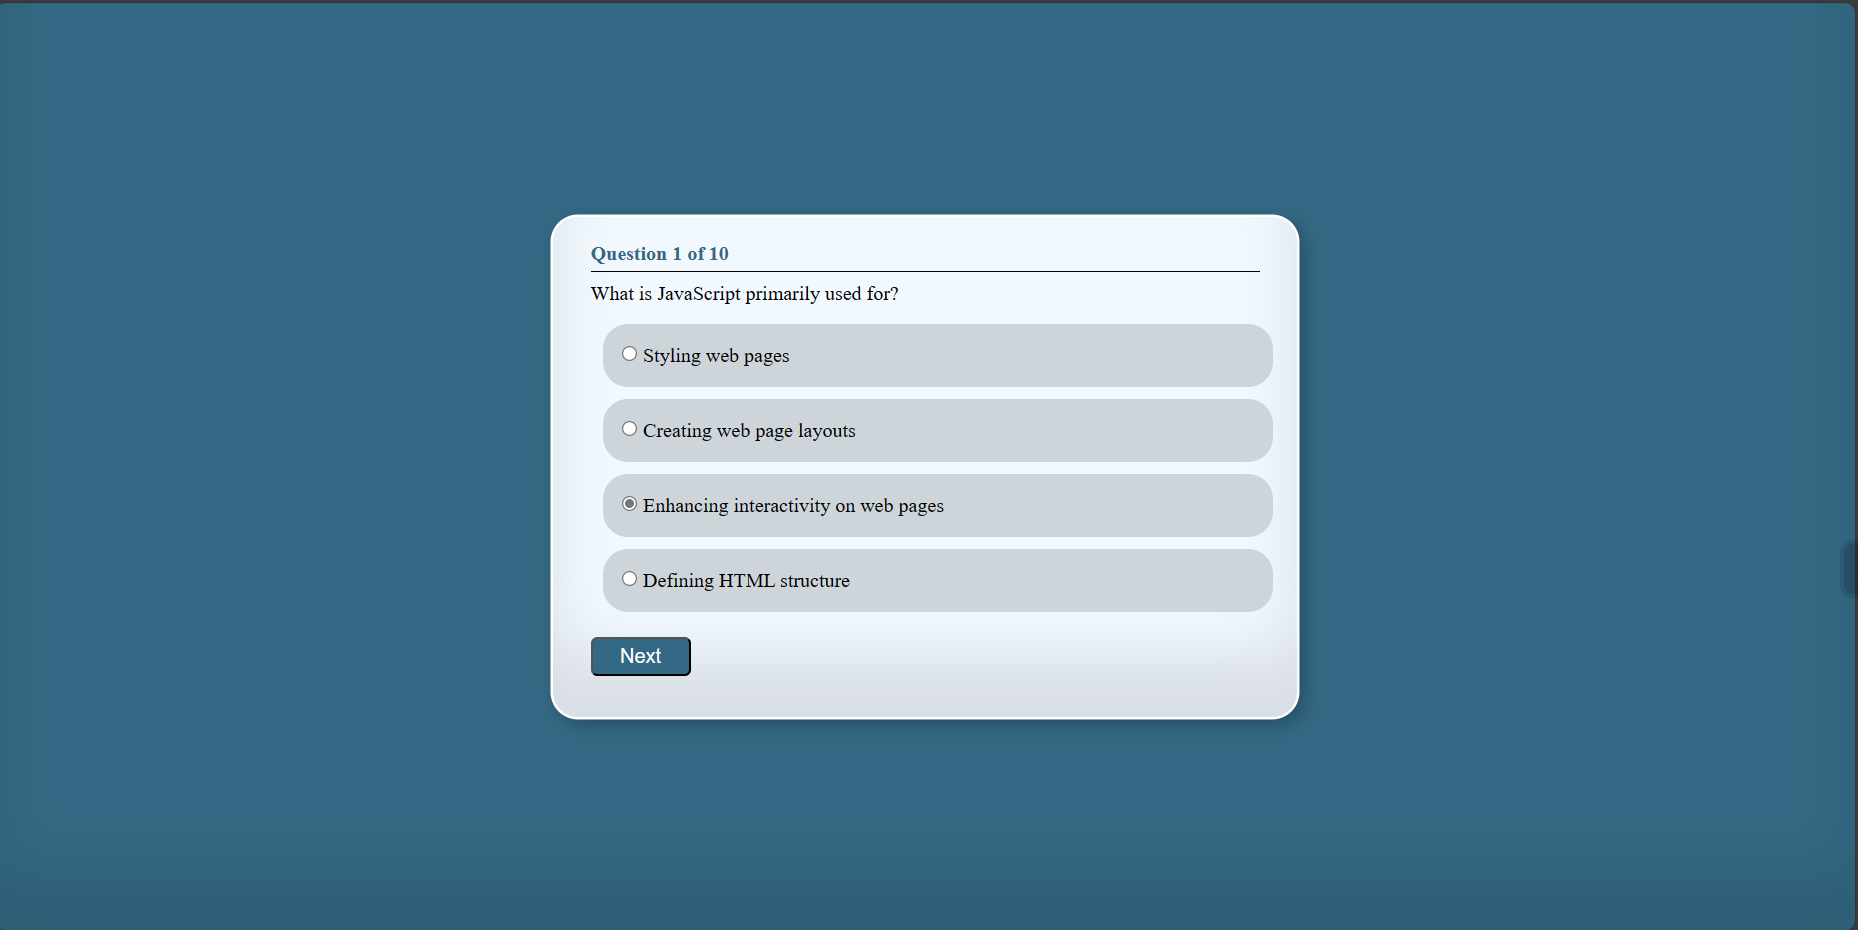 Question 1 of 10
What is JavaScript primarily used for?
Styling web pages
Creating web page layouts
Enhancing interactivity on web pages
Defining HTML structure
Next